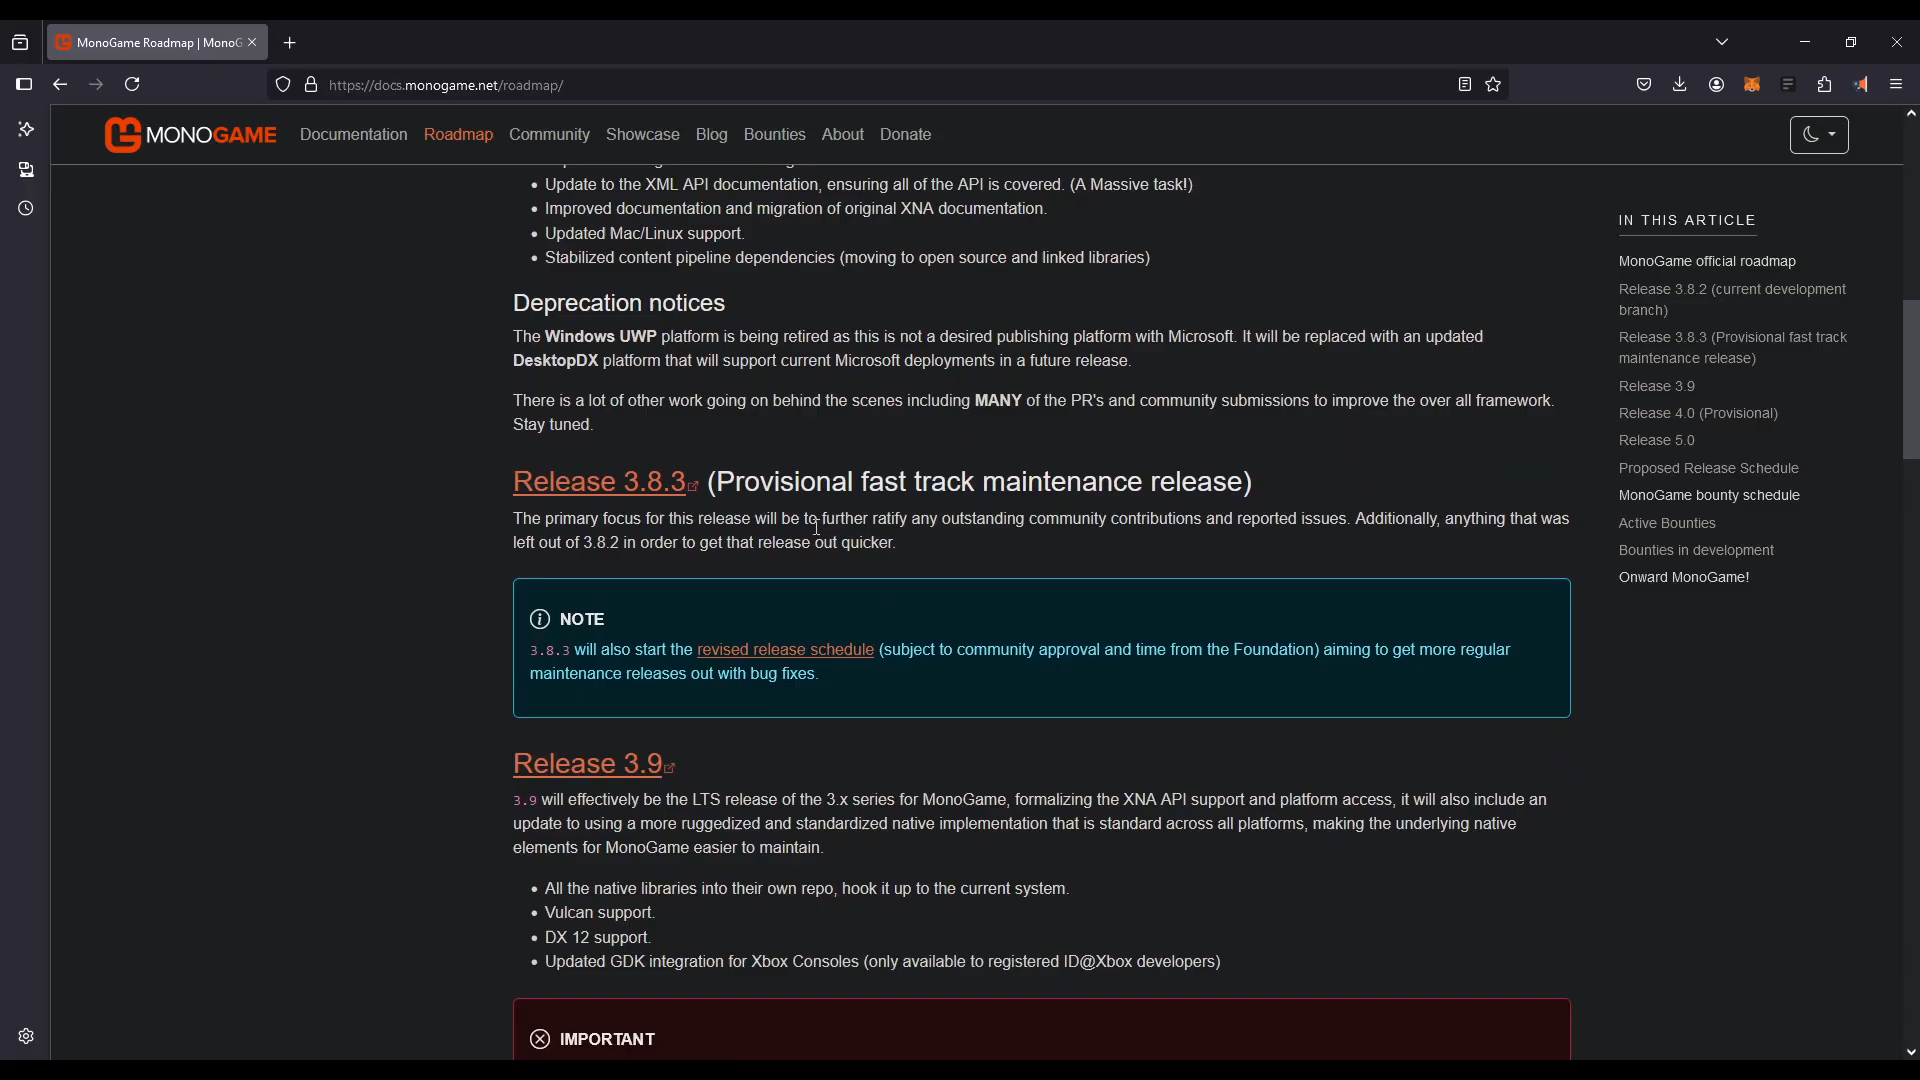 MonoGame Roadmap | MonoG
https://docs.monogame.net/roadmap/
MONOGAME Documentation Roadmap Community Showcase Blog Bounties About Donate
• Update to the XML API documentation, ensuring all of the API is covered. (A Massive task!)
• Improved documentation and migration of original XNA documentation.
• Updated Mac/Linux support.
• Stabilized content pipeline dependencies (moving to open source and linked libraries)
Deprecation notices
The Windows UWP platform is being retired as this is not a desired publishing platform with Microsoft. It will be replaced with an updated
DesktopDX platform that will support current Microsoft deployments in a future release.
There is a lot of other work going on behind the scenes including MANY of the PR's and community submissions to improve the over all framework.
Stay tuned.
Release 3.8.3 (Provisional fast track maintenance release)
The primary focus for this release will be to further ratify any outstanding community contributions and reported issues. Additionally, anything that was
left out of 3.8.2 in order to get that release out quicker.
NOTE
3.8.3 will also start the revised release schedule (subject to community approval and time from the Foundation) aiming to get more regular
maintenance releases out with bug fixes.
Release 3.9
3.9 will effectively be the LTS release of the 3.x series for MonoGame, formalizing the XNA API support and platform access, it will also include an
update to using a more ruggedized and standardized native implementation that is standard across all platforms, making the underlying native
elements for MonoGame easier to maintain.
• All the native libraries into their own repo, hook it up to the current system.
• Vulcan support.
• DX 12 support.
• Updated GDK integration for Xbox Consoles (only available to registered ID@Xbox developers)
IMPORTANT
IN THIS ARTICLE
MonoGame official roadmap
Release 3.8.2 (current development
branch)
Release 3.8.3 (Provisional fast track
maintenance release)
Release 3.9
Release 4.0 (Provisional)
Release 5.0
Proposed Release Schedule
MonoGame bounty schedule
Active Bounties
Bounties in development
Onward MonoGame!